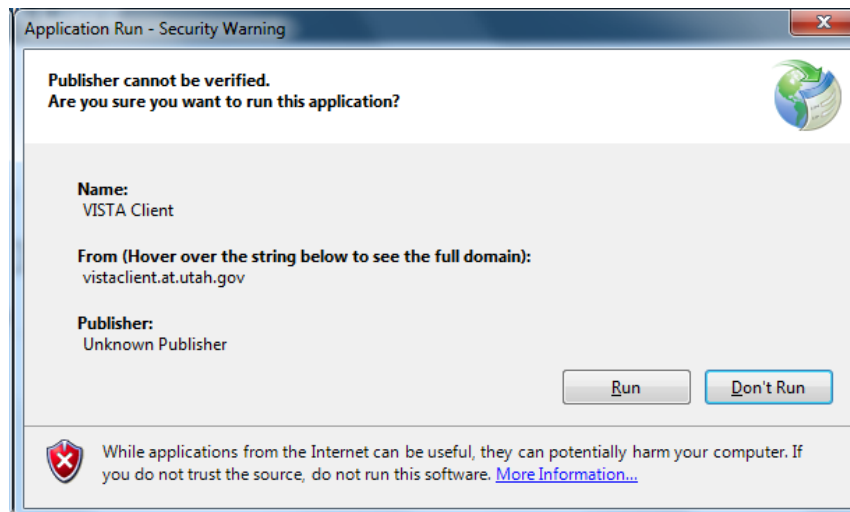 Application Run - Security Warning
Publisher cannot be verified.
Are you sure you want to run this application?
Name:
VISTA Client
From (Hover over the string below to see the full domain):
vistaclient.at.utah.gov
Publisher:
Unknown Publisher
Run
Don't Run
While applications from the Internet can be useful, they can potentially harm your computer. If
you do not trust the source, do not run this software. More Information...